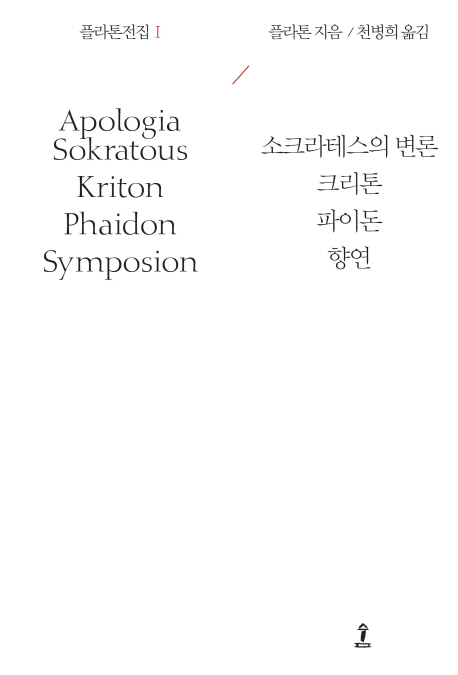 플라톤전집 I
플라톤 지음 / 천병희 옮김
Apologia
Sokratous
Kriton
Phaidon
Symposion
소크라테스의 변론
크리톤
파이돈
향연